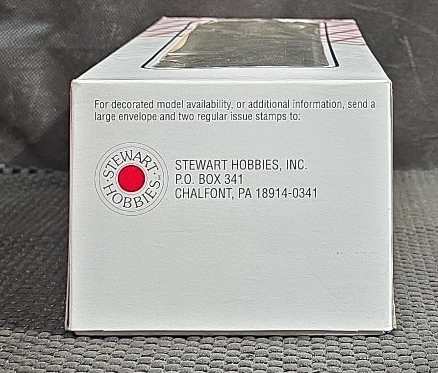 For decorated model availability, or additional information, send a
large envelope and two regular issue stamps to:
STEWART
HOBBIES
STEWART HOBBIES, INC.
P.O. BOX 341
CHALFONT, PA 18914-0341